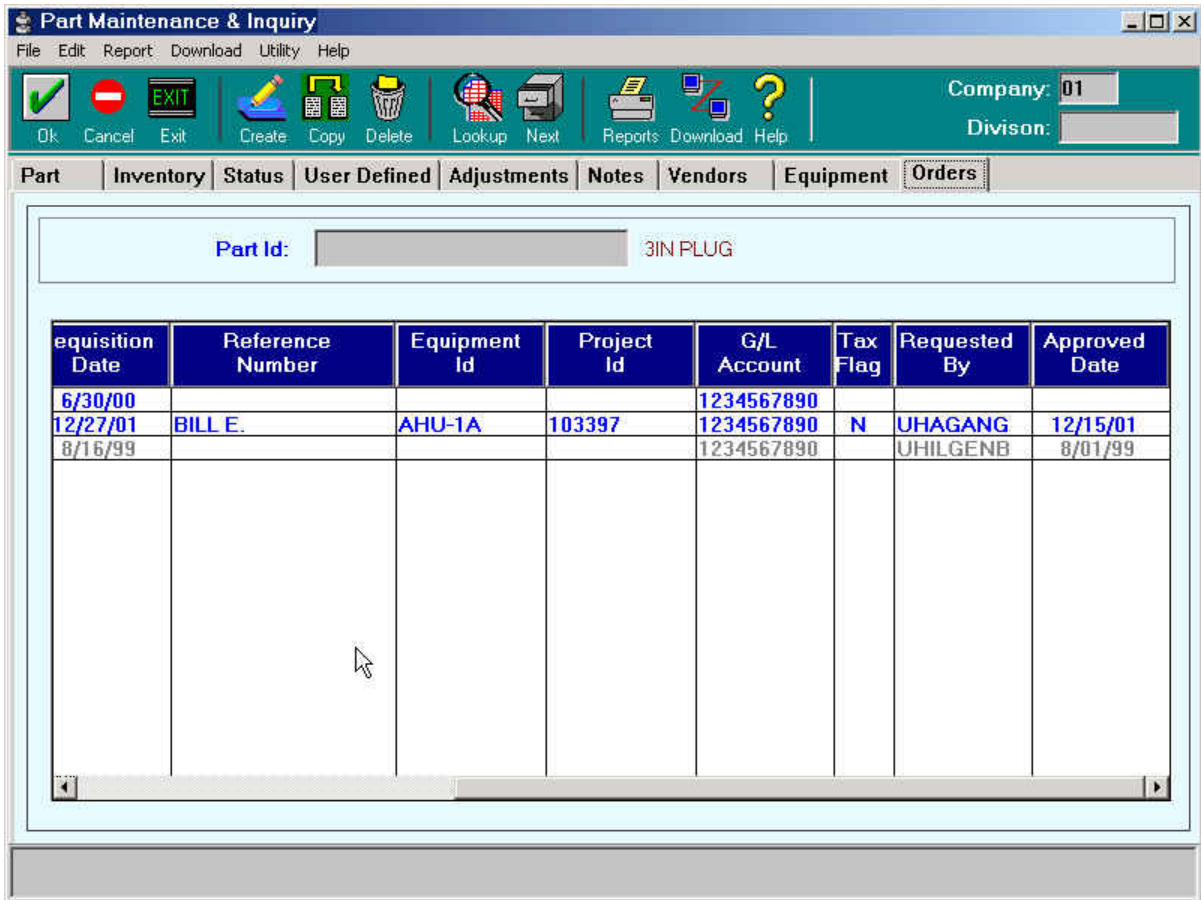 Part Maintenance & Inquiry
File Edit Report Download Utility Help
EXIT
Ok Cancel Exit Create Copy Delete Lookup Next Reports Download Help
Company: 01
Divison:
Part Inventory Status User Defined Adjustments Notes Vendors Equipment Orders
Part Id: 3IN PLUG
equisition Date Reference Number Equipment Id Project Id G/L Account Tax Flag Requested By Approved Date
6/30/00 1234567890
12/27/01 BILL E. AHU-1A 103397 1234567890 N UHAGANG 12/15/01
8/16/99 1234567890 UHILGENB 8/01/99